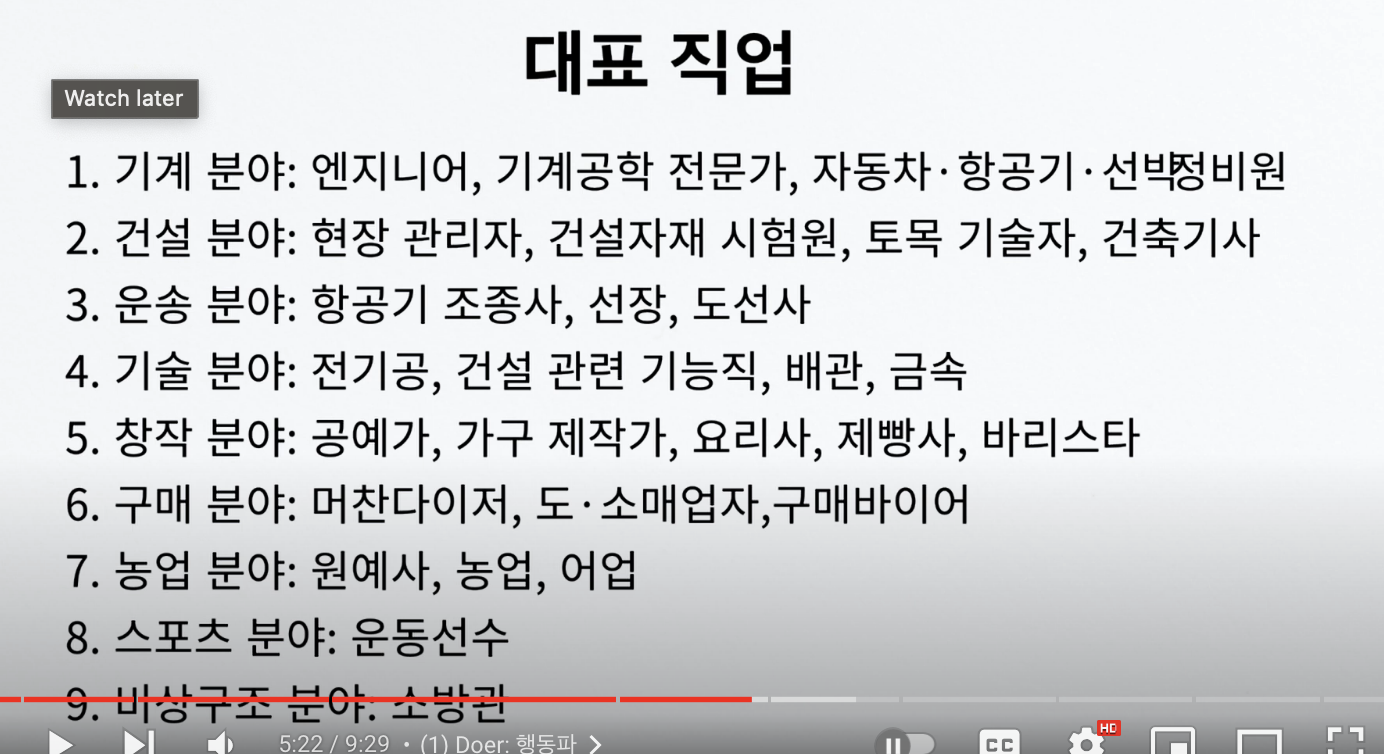 대표 직업
Watch later
1. 기계 분야: 엔지니어, 기계공학 전문가, 자동차·항공기·선박정비원
2. 건설 분야: 현장 관리자, 건설자재 시험원, 토목 기술자, 건축기사
3. 운송 분야: 항공기 조종사, 선장, 도선사
4. 기술 분야: 전기공, 건설 관련 기능직, 배관, 금속
5. 창작 분야: 공예가, 가구 제작가, 요리사, 제빵사, 바리스타
6. 구매 분야: 머찬다이저, 도·소매업자,구매바이어
7. 농업 분야: 원예사, 농업, 어업
8. 스포츠 분야: 운동선수
9. 비상구조 분야: 소방관
5:22 / 9:29 • (1) Doer: 행동파 CC HD